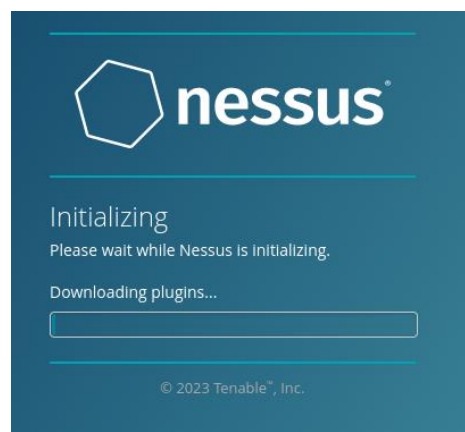 nessus®
Initializing
Please wait while Nessus is initializing.
Downloading plugins...
© 2023 Tenable™, Inc.